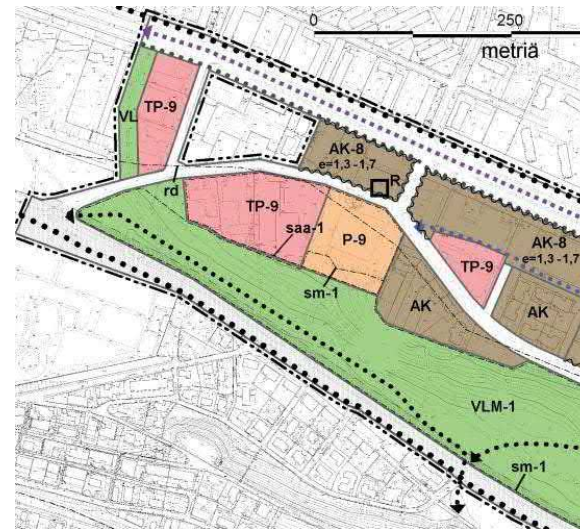 0 250
metriä
VL
TP-9
AK-8
e=1,3 -1,7
R
rd
TP-9
saa-1
P-9
sm-1
TP-9
AK-8
e=1,3 -1,7
AK
AK
VLM-1
sm-1